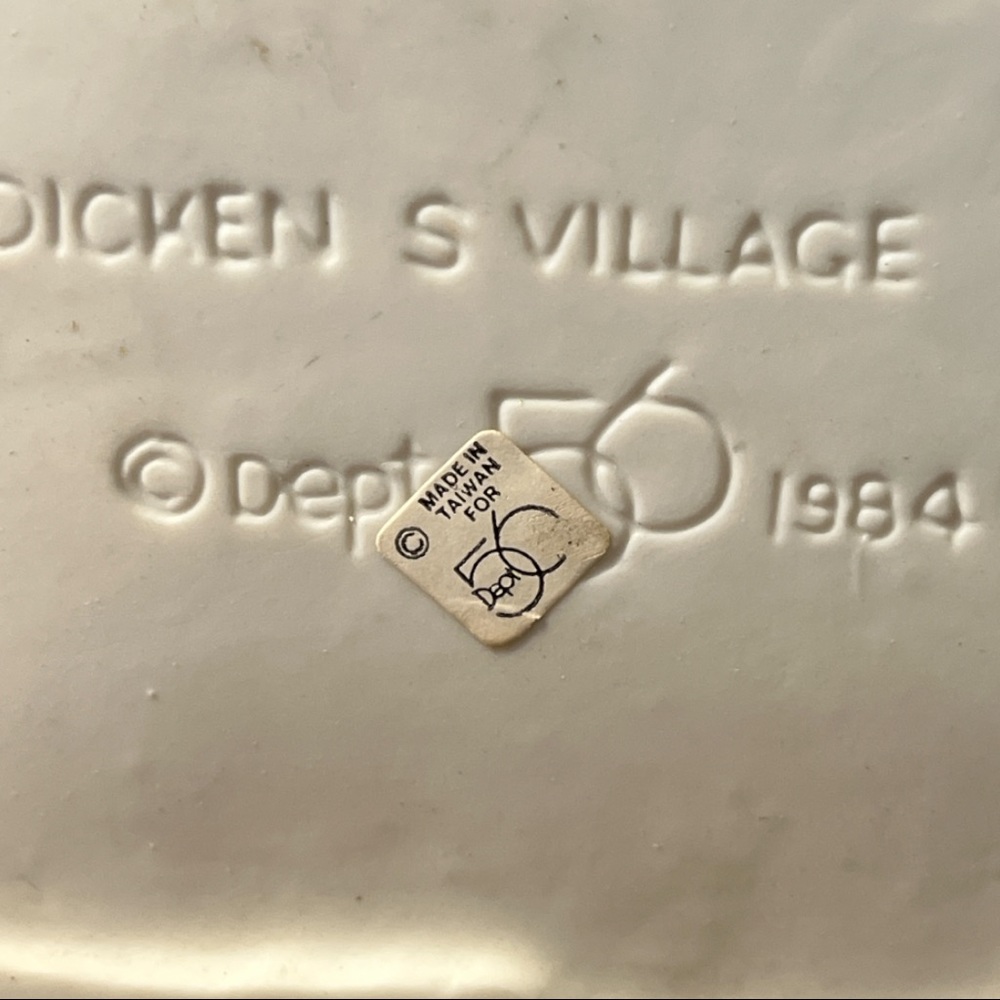 DICKEN S VILLAGE
© Dept 56 1984
MADE IN
TAIWAN
FOR
© Dept 56